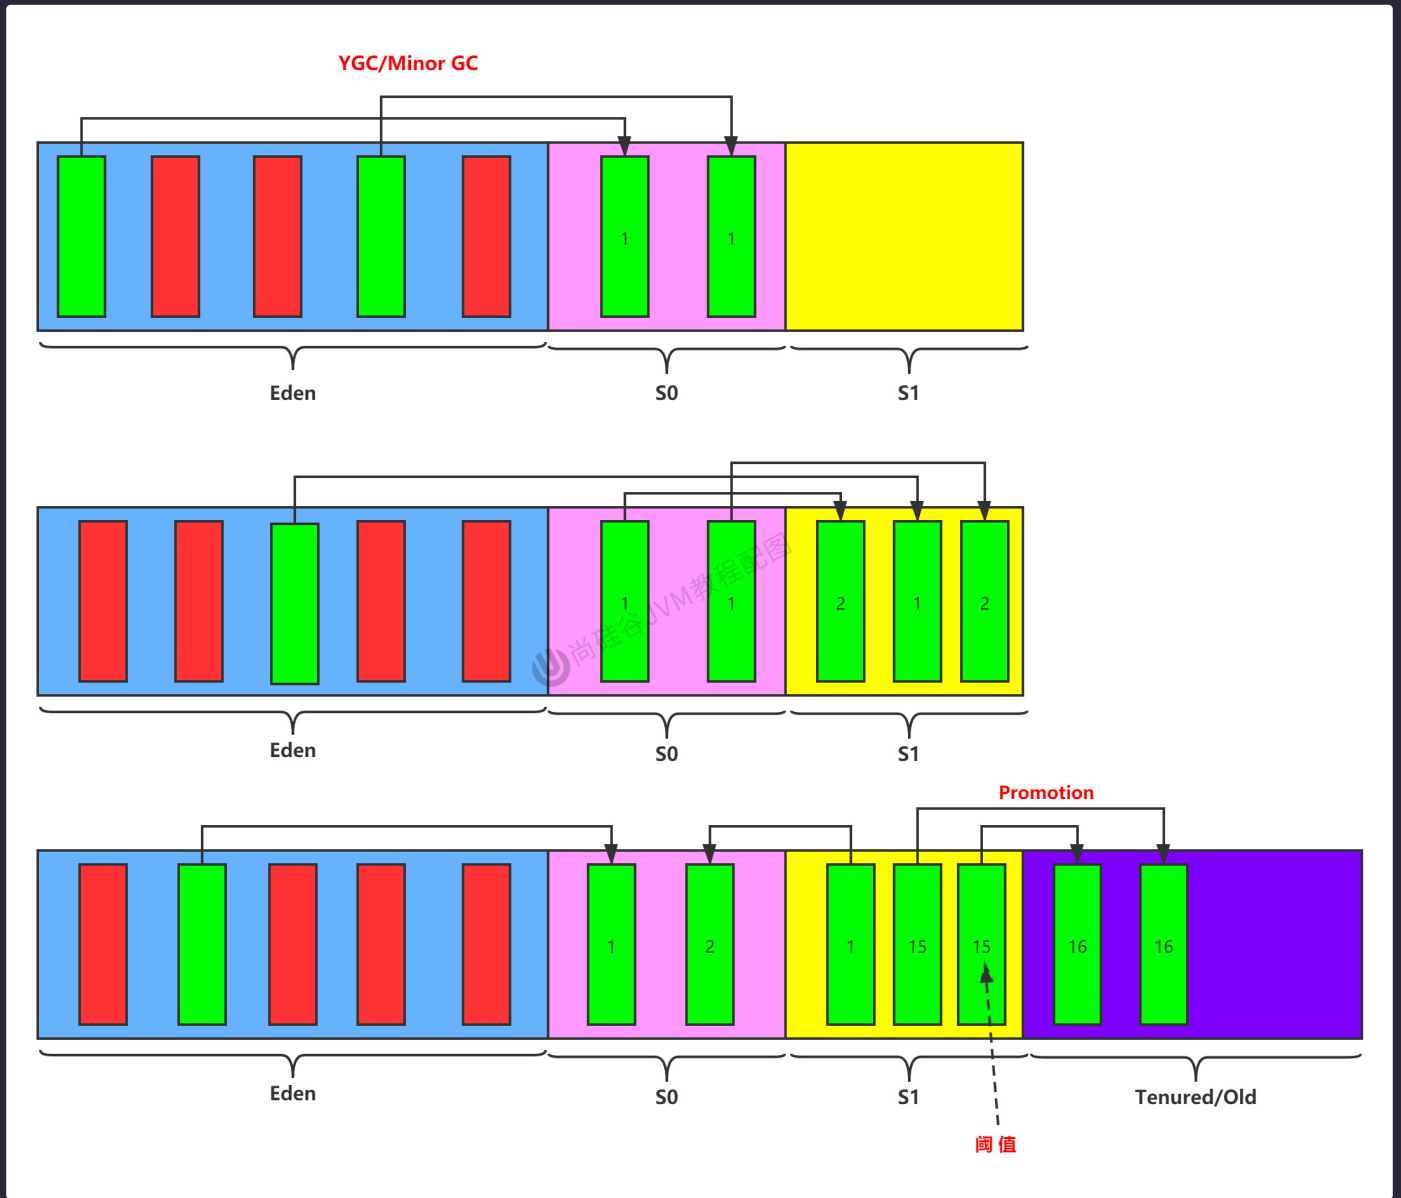 YGC/Minor GC
1 1
Eden S0 S1
1 1 2 1 2
尚硅谷JVM教程配图
Eden S0 S1
Promotion
1 2 1 15 15 16 16
Eden S0 S1 Tenured/Old
阈值